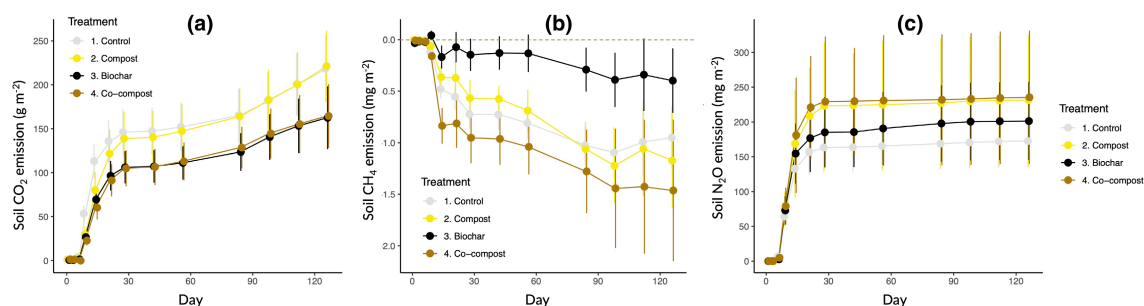 (a)
Treatment
1. Control
2. Compost
3. Biochar
4. Co-compost
Soil CO₂ emission (g m⁻²)
250
200
150
100
50
0
30
60
90
120
Day
(b)
Soil CH₄ emission (mg m⁻²)
0.0
0.5
1.0
1.5
2.0
Treatment
1. Control
2. Compost
3. Biochar
4. Co-compost
30
60
90
120
Day
(c)
Soil N₂O emission (mg m⁻²)
300
250
200
150
100
50
0
30
60
90
120
Day
Treatment
1. Control
2. Compost
3. Biochar
4. Co-compost